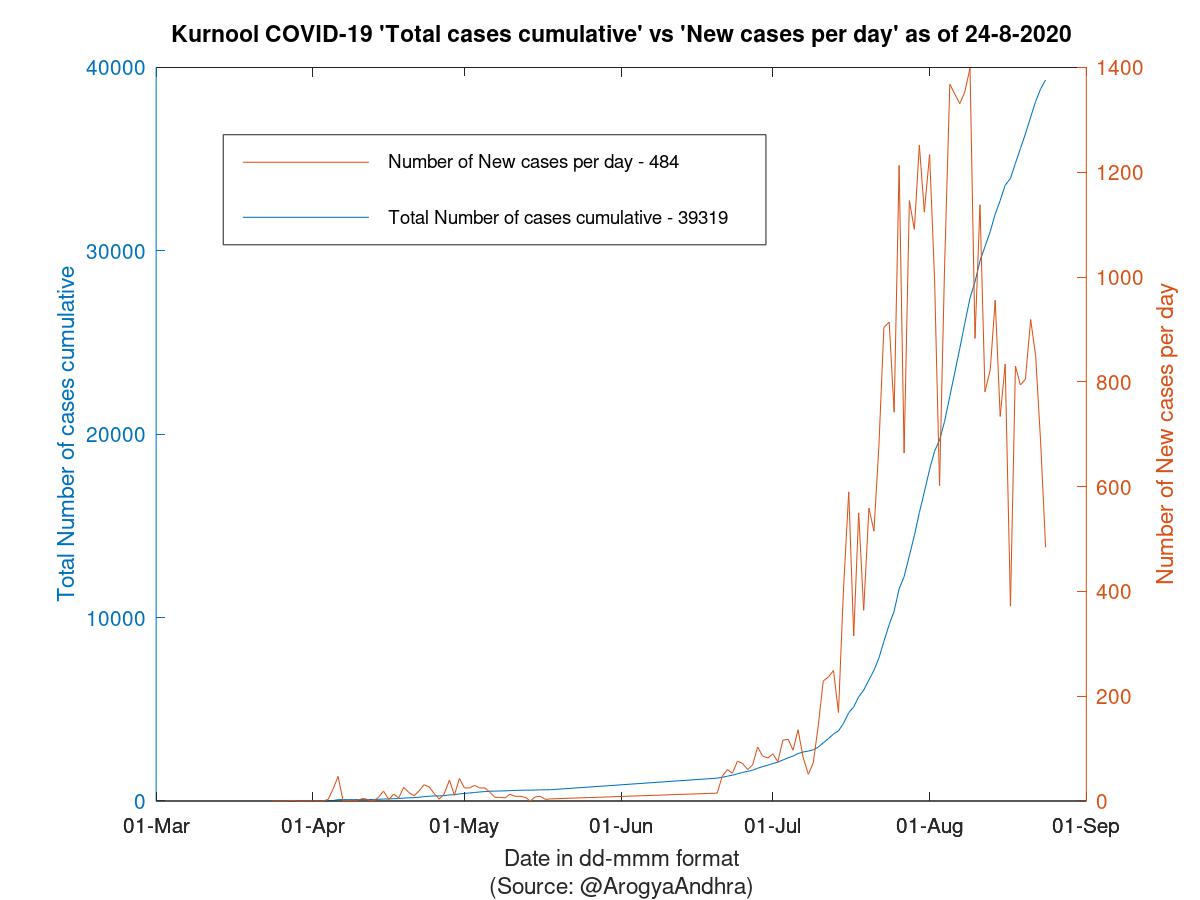 Kurnool COVID-19 'Total cases cumulative' vs 'New cases per day' as of 24-8-2020
Number of New cases per day - 484
Total Number of cases cumulative - 39319
Total Number of cases cumulative
40000
30000
20000
10000
0
1400
1200
1000
800
600
400
200
0
Number of New cases per day
01-Mar 01-Apr 01-May 01-Jun 01-Jul 01-Aug 01-Sep
Date in dd-mmm format
(Source: @ArogyaAndhra)